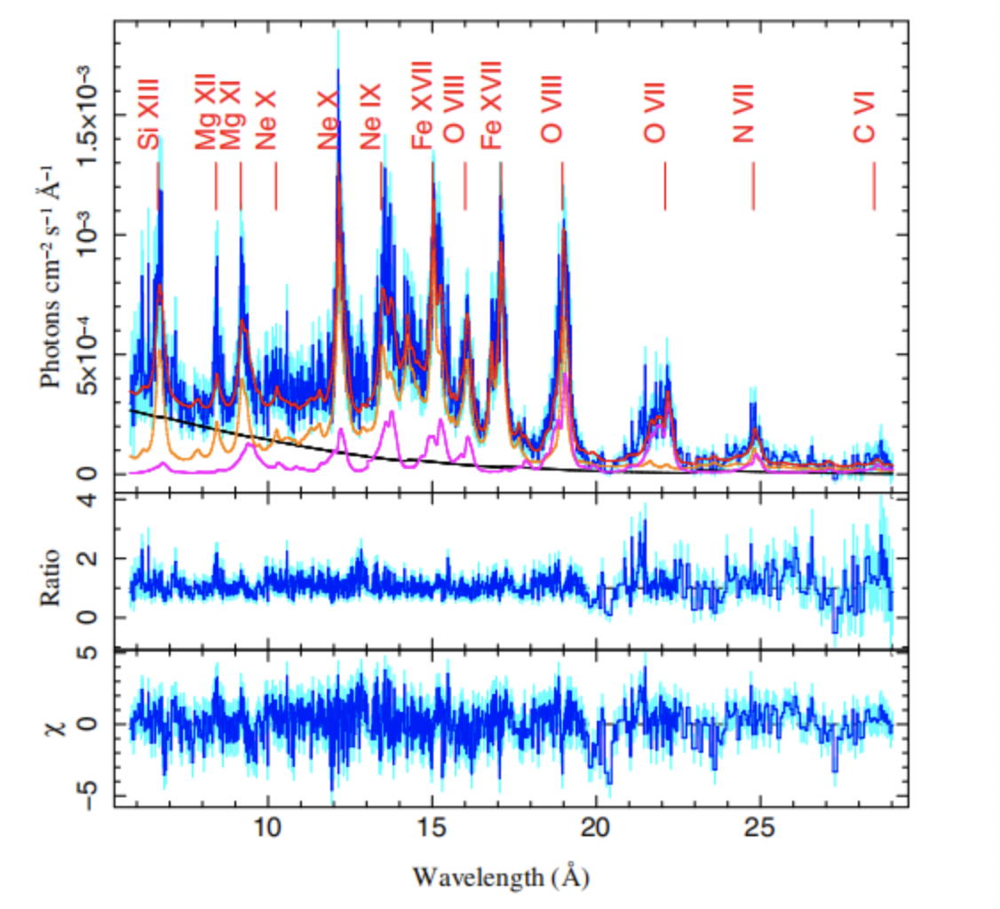 Si XIII
Mg XII
Mg XI
Ne X
Ne X
Ne IX
Fe XVII
O VIII
Fe XVII
O VIII
O VII
N VII
C VI
Photons cm⁻² s⁻¹ Å⁻¹
1.5×10⁻³
10⁻³
5×10⁻⁴
0
Ratio
4
2
0
χ
5
0
−5
10 15 20 25
Wavelength (Å)